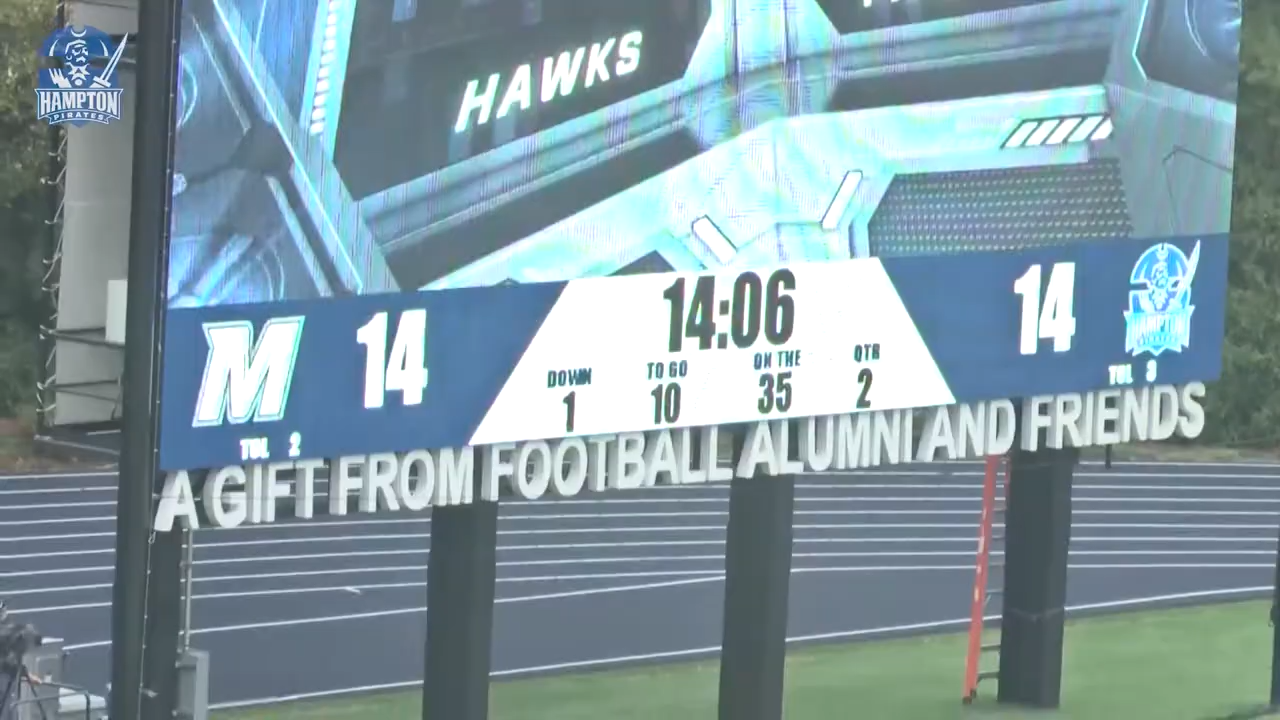 HAMPTON
PIRATES
HAWKS
M 14
14:06
14
HAMPTON
DOWN TO GO ON THE QTR
1 10 35 2
TOL 2
TOL 3
A GIFT FROM FOOTBALL ALUMNI AND FRIENDS